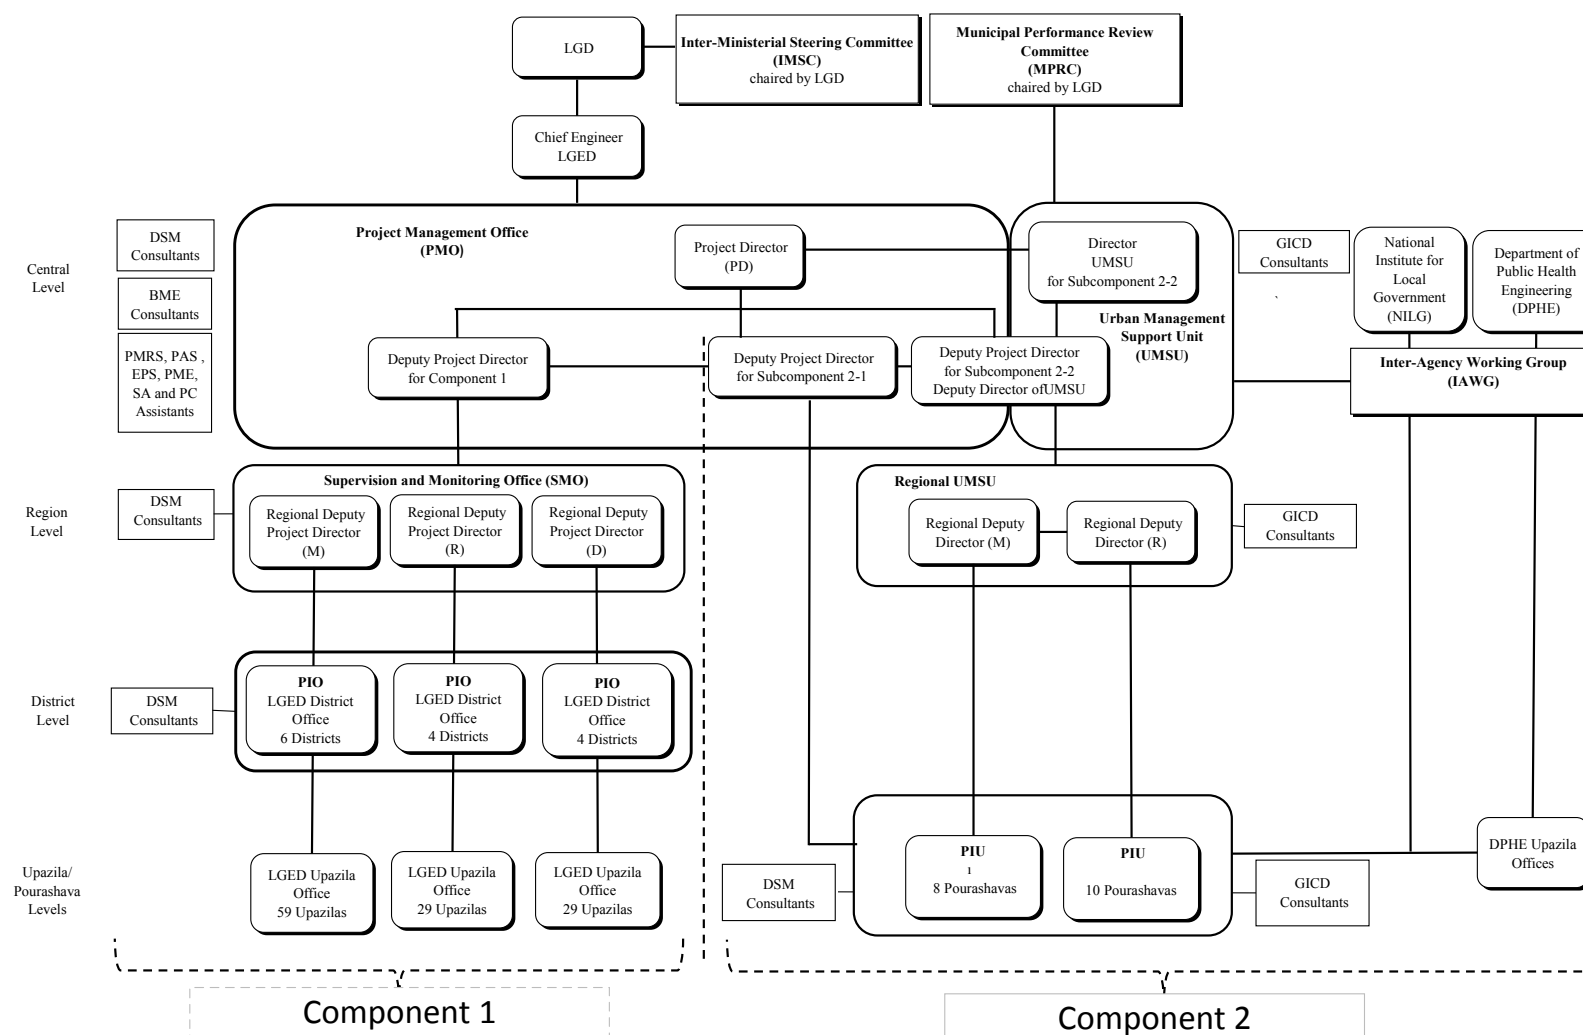 LGD
Inter-Ministerial Steering Committee
(IMSC)
chaired by LGD
Municipal Performance Review
Committee
(MPRC)
chaired by LGD
Chief Engineer
LGED
Central
Level
DSM
Consultants
BME
Consultants
PMRS, PAS ,
EPS, PME,
SA and PC
Assistants
Project Management Office
(PMO)
Project Director
(PD)
Director
UMSU
for Subcomponent 2-2
Urban Management
Support Unit
(UMSU)
GICD
Consultants
`
National
Institute for
Local
Government
(NILG)
Department of
Public Health
Engineering
(DPHE)
Deputy Project Director
for Component 1
Deputy Project Director
for Subcomponent 2-1
Deputy Project Director
for Subcomponent 2-2
Deputy Director ofUMSU
Inter-Agency Working Group
(IAWG)
Region
Level
DSM
Consultants
Supervision and Monitoring Office (SMO)
Regional Deputy
Project Director
(M)
Regional Deputy
Project Director (R)
(R)
Regional Deputy
Project Director
(D)
Regional UMSU
Regional Deputy
Director (M)
Regional Deputy
Director (R)
GICD
Consultants
District
Level
DSM
Consultants
PIO
LGED District
Office
6 Districts
PIO
LGED District
Office
4 Districts
PIO
LGED District
Office
4 Districts
Upazila/
Pourashava
Levels
LGED Upazila
Office
59 Upazilas
LGED Upazila
Office
29 Upazilas
LGED Upazila
Office
29 Upazilas
DSM
Consultants
PIU
1
8 Pourashavas
PIU
10 Pourashavas
GICD
Consultants
DPHE Upazila
Offices
Component 1
Component 2